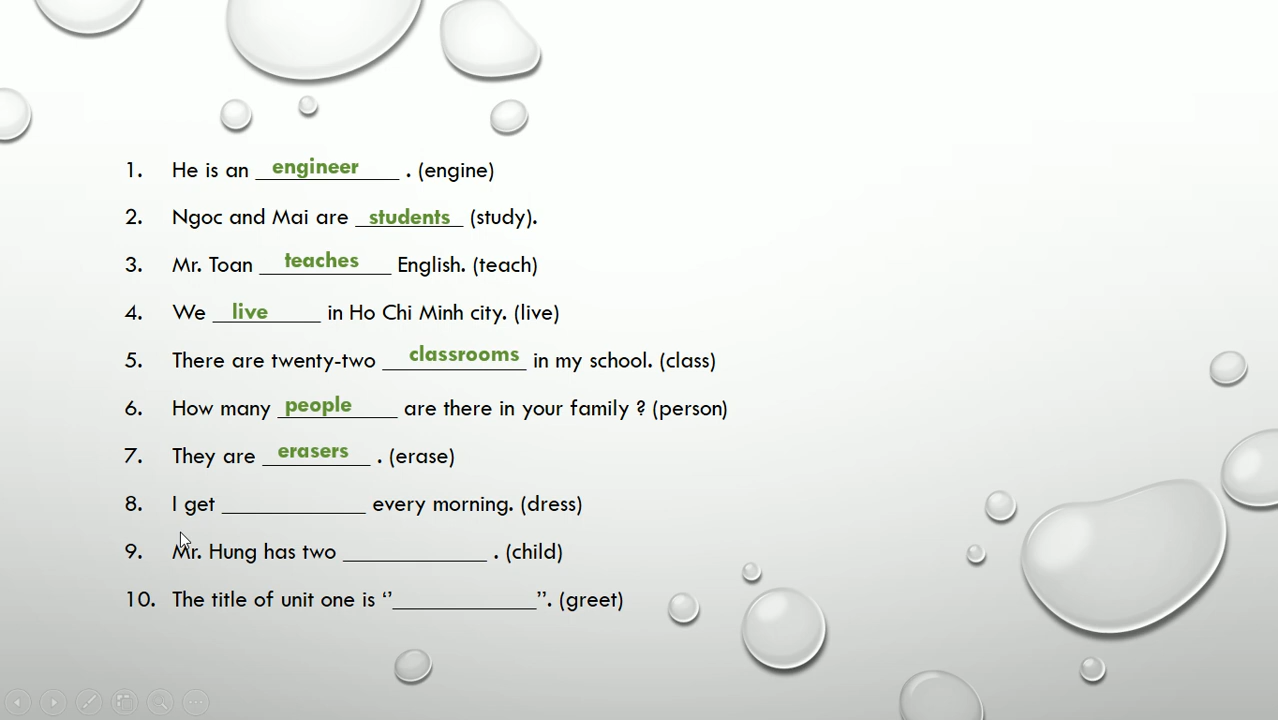 1. He is an engineer . (engine)
2. Ngoc and Mai are students (study).
3. Mr. Toan teaches English. (teach)
4. We live in Ho Chi Minh city. (live)
5. There are twenty-two classrooms in my school. (class)
6. How many people are there in your family ? (person)
7. They are erasers . (erase)
8. I get ____________ every morning. (dress)
9. Mr. Hung has two ____________ . (child)
10. The title of unit one is ‘’____________”. (greet)